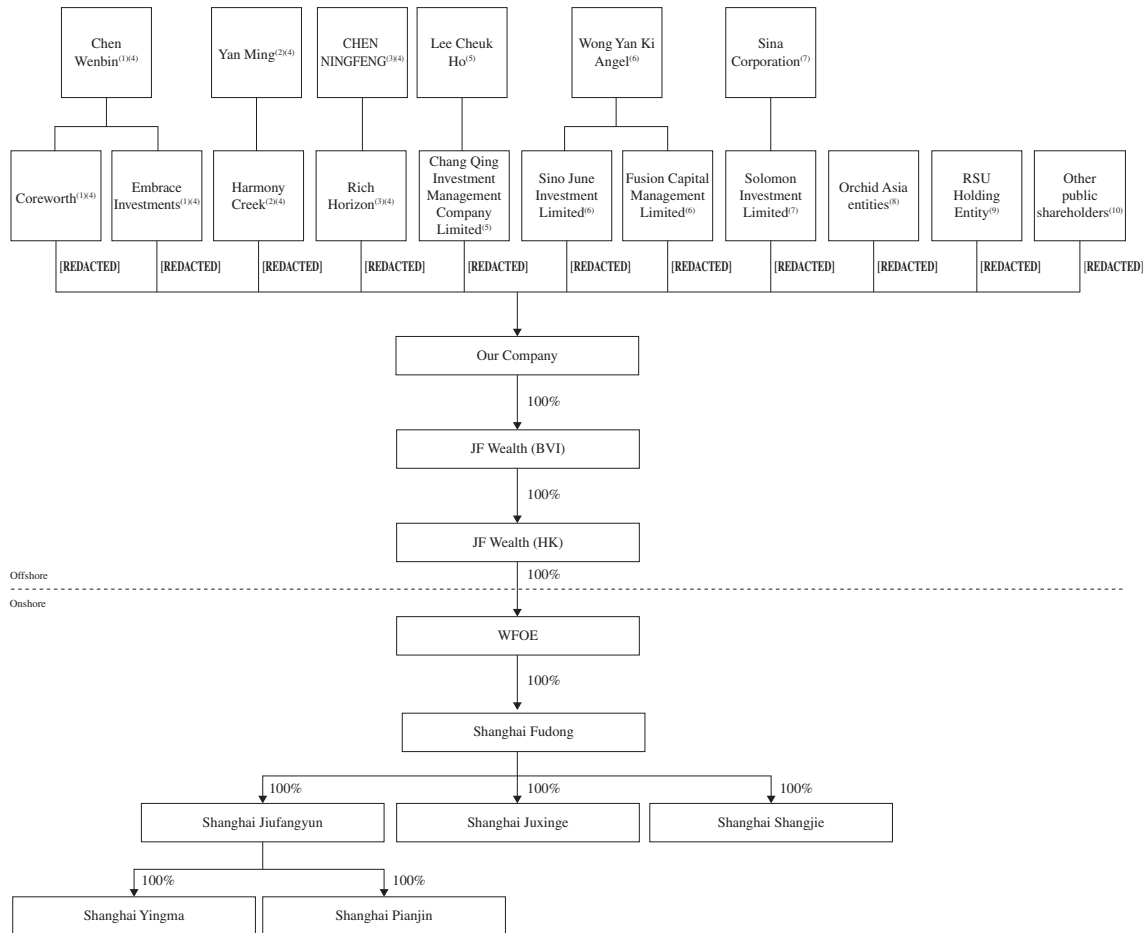 Chen
Wenbin(1)(4)
Yan Ming(2)(4)
CHEN
NINGFENG(3)(4)
Lee Cheuk
Ho(5)
Wong Yan Ki
Angel(6)
Sina
Corporation(7)
Coreworth(1)(4)
Embrace
Investments(1)(4)
Harmony
Creek(2)(4)
Rich
Horizon(3)(4)
Chang Qing
Investment
Management
Company
Limited(5)
Sino June
Investment
Limited(6)
Fusion Capital
Management
Limited(6)
Solomon
Investment
Limited(7)
Orchid Asia
entities(8)
RSU
Holding
Entity(9)
Other
public
shareholders(10)
[REDACTED]
[REDACTED]
[REDACTED]
[REDACTED]
[REDACTED]
[REDACTED]
[REDACTED]
[REDACTED]
[REDACTED]
[REDACTED]
[REDACTED]
Our Company
100%
JF Wealth (BVI)
100%
JF Wealth (HK)
Offshore
100%
Onshore
WFOE
100%
Shanghai Fudong
100%
100%
100%
Shanghai Jiufangyun
Shanghai Juxinge
Shanghai Shangjie
100%
100%
Shanghai Yingma
Shanghai Pianjin